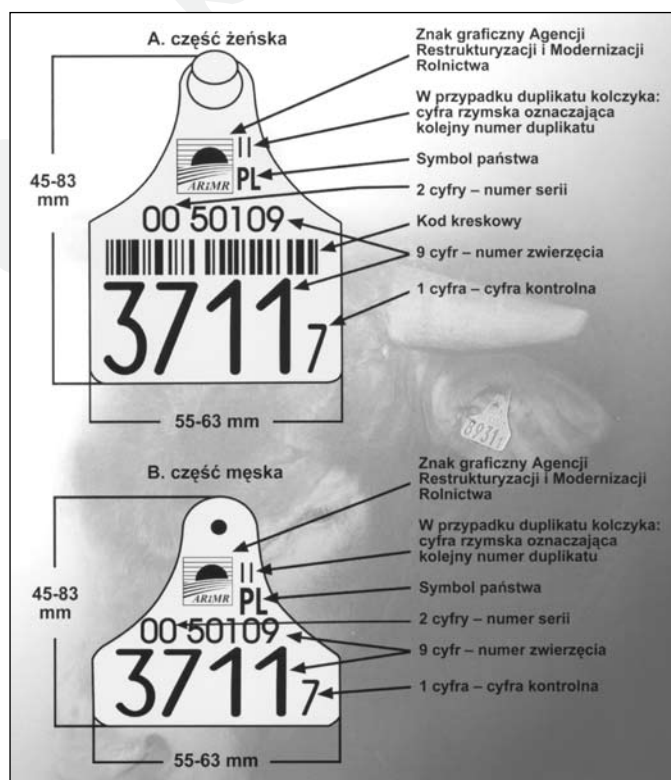 A. część żeńska
Znak graficzny Agencji
Restrukturyzacji i Modernizacji
Rolnictwa
W przypadku duplikatu kolczyka:
cyfra rzymska oznaczająca
kolejny numer duplikatu
Symbol państwa
2 cyfry – numer serii
Kod kreskowy
9 cyfr – numer zwierzęcia
1 cyfra – cyfra kontrolna
45-83
mm
II
ARiMR
PL
00 50109
3711 7
55-63 mm
8931 1
B. część męska
Znak graficzny Agencji
Restrukturyzacji i Modernizacji
Rolnictwa
W przypadku duplikatu kolczyka:
cyfra rzymska oznaczająca
kolejny numer duplikatu
Symbol państwa
2 cyfry – numer serii
9 cyfr – numer zwierzęcia
1 cyfra – cyfra kontrolna
45-83
mm
II
ARiMR
PL
00 50109
3711 7
55-63 mm